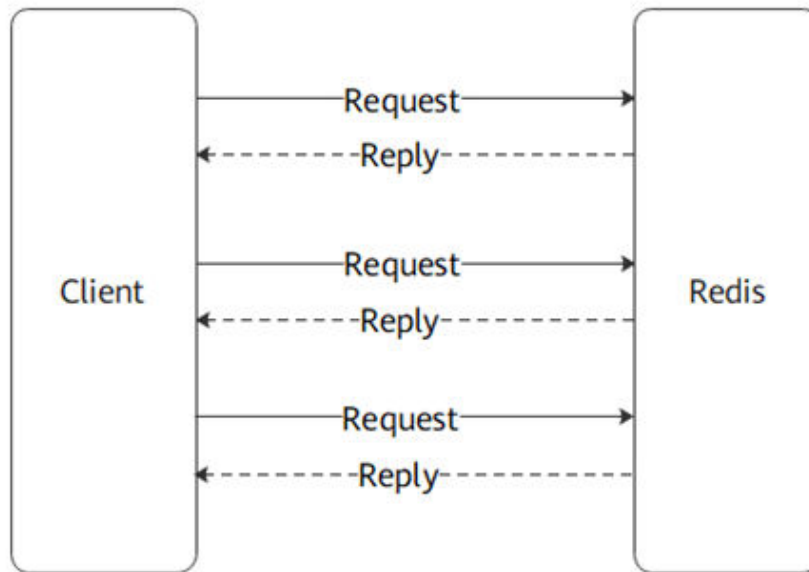 Request
Reply
Request
Client
Redis
Reply
Request
Reply